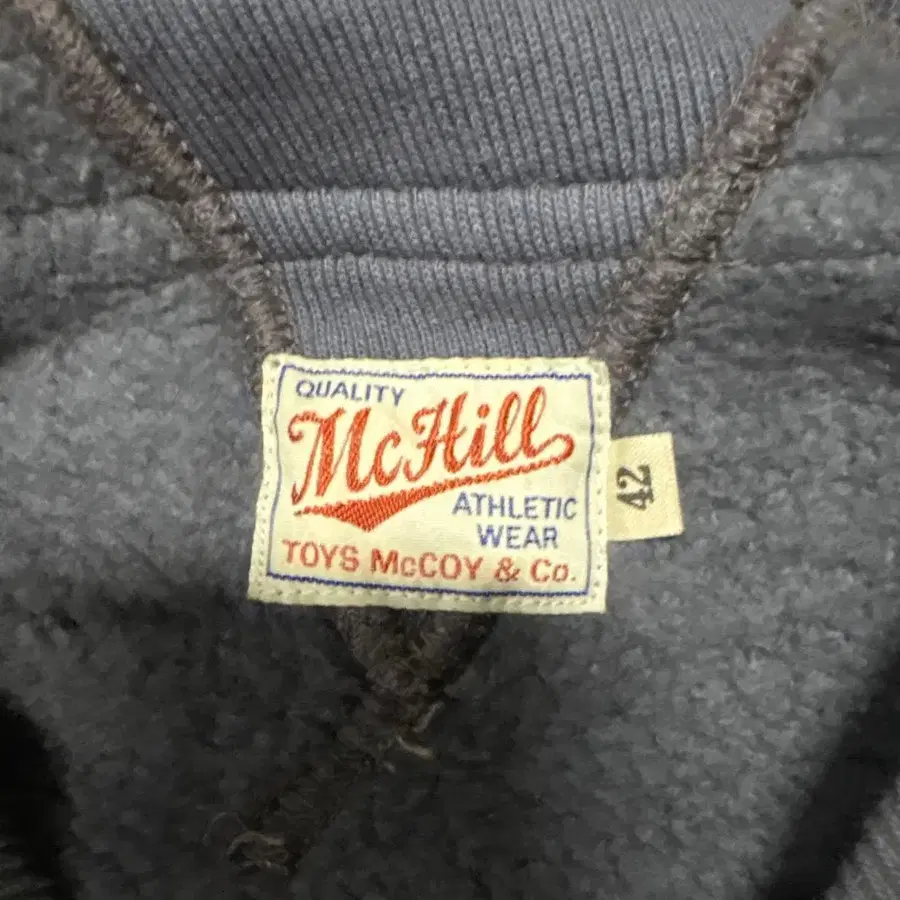 QUALITY
McHill
ATHLETIC
WEAR
TOYS McCOY & Co.
42